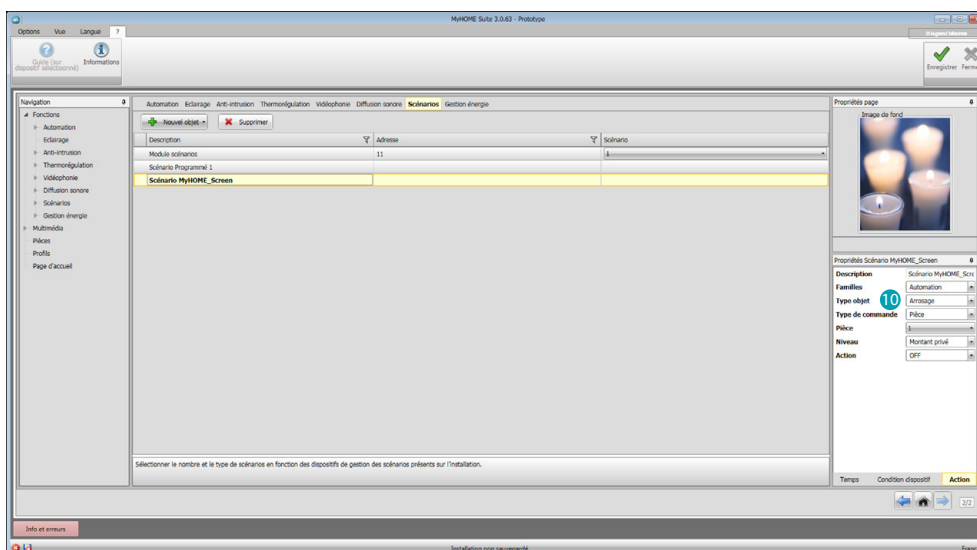 MyHOME Suite 3.0.63 - Prototype
Options Vue Langue ?
Guide (sur dispositif sélectionné)
Informations
Enregistrer
Navigation
Fonctions
Automation
Eclairage
Anti-intrusion
Thermorégulation
Vidéophonie
Diffusion sonore
Scénarios
Gestion énergie
Multimédia
Pièces
Profils
Page d'accueil
Automation Eclairage Anti-intrusion Thermorégulation Vidéophonie Diffusion sonore Scénarios Gestion énergie
Nouvel objet Supprimer
Description Adresse Scénario
Module scénarios 11 1
Scénario Programmé 1
Scénario MyHOME_Screen
Sélectionner le nombre et le type de scénarios en fonction des dispositifs de gestion des scénarios présents sur l'installation.
Propriétés page
Image de fond
Propriétés Scénario MyHOME_Screen
Description Scénario MyHOME_Scre
Familles Automation
Type objet 10 Arrosage
Type de commande Pièce
Pièce 1
Niveau Montant privé
Action OFF
Temps Condition dispositif Action
2/2
Info et erreurs
Installation non sauvegardé